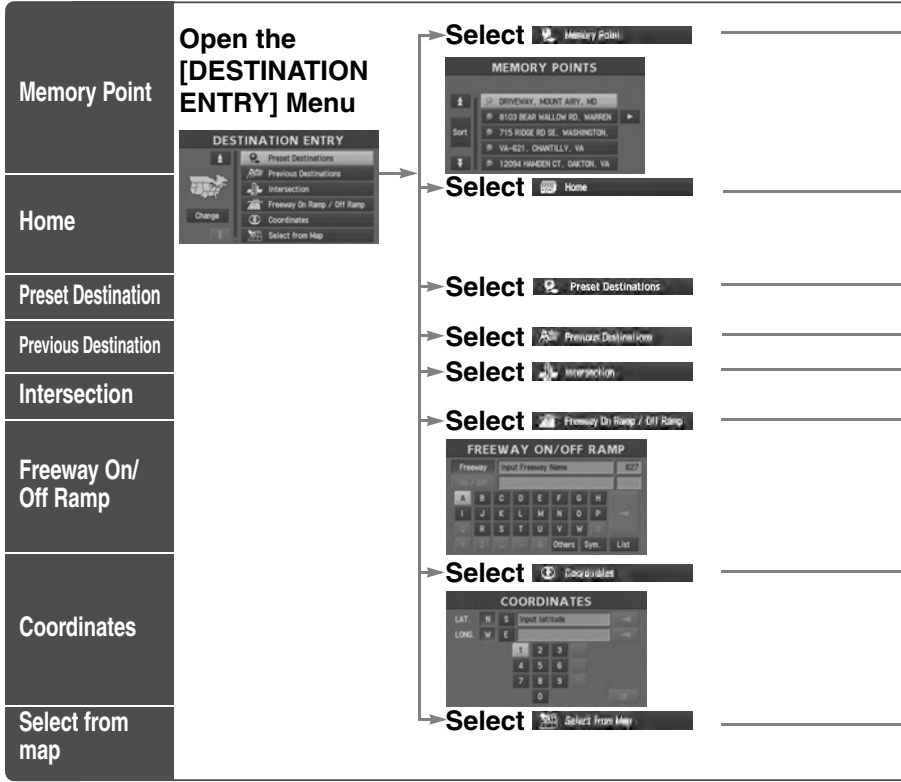 Memory Point
Open the
[DESTINATION
ENTRY] Menu
DESTINATION ENTRY
Preset Destinations
Previous Destinations
Intersection
Freeway On Ramp / Off Ramp
Coordinates
Select from Map
Change
Select Memory Point
MEMORY POINTS
DRIVEWAY, MOUNT AIRY, MD
8103 BEAR WALLOW RD, WARREN
Sort
715 RIDGE RD SE, WASHINGTON,
VA-621, CHANTILLY, VA
12094 HAMDEN CT, OAKTON, VA
Home
Select Home
Preset Destination
Select Preset Destinations
Previous Destination
Select Previous Destinations
Intersection
Select Intersection
Freeway On/
Off Ramp
Select Freeway On Ramp / Off Ramp
FREEWAY ON/OFF RAMP
Freeway Input Freeway Name 627
On / Off
A B C D E F G H
I J K L M N O P
Q R S T U V W X
Y Z
Others Sym. List
Coordinates
Select Coordinates
COORDINATES
LAT. N S Input latitude
LONG. W E
1 2 3
4 5 6
7 8 9
0 OK
Select from
map
Select Select from Map